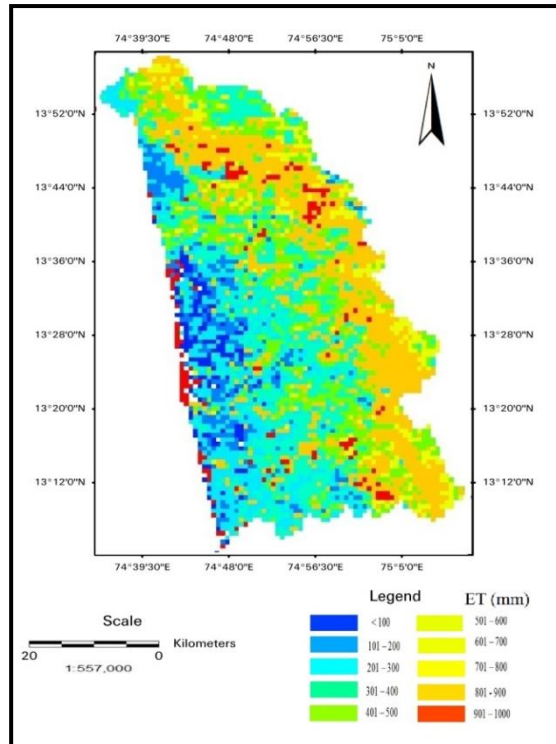 74°39'30"E 74°48'0"E 74°56'30"E 75°5'0"E
N
13°52'0"N 13°52'0"N
13°44'0"N 13°44'0"N
13°36'0"N 13°36'0"N
13°28'0"N 13°28'0"N
13°20'0"N 13°20'0"N
13°12'0"N 13°12'0"N
74°39'30"E 74°48'0"E 74°56'30"E 75°5'0"E
Scale
20 0 Kilometers
1:557,000
Legend ET (mm)
<100 501-600
101-200 601-700
201-300 701-800
301-400 801-900
401-500 901-1000